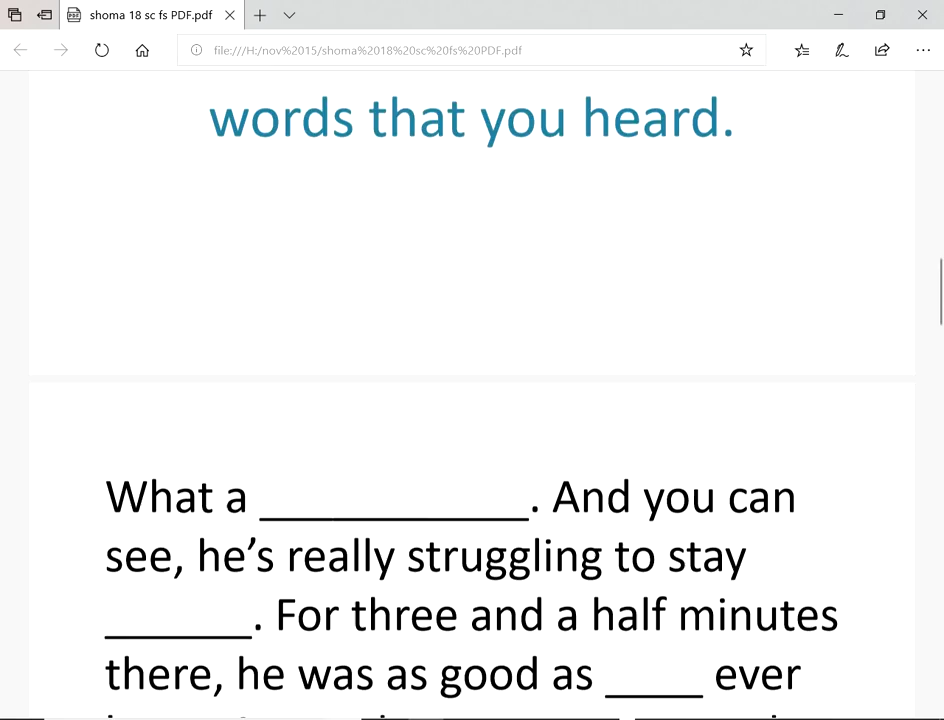 shoma 18 sc fs PDF.pdf
file:///H:/nov%2015/shoma%2018%20sc%20fs%20PDF.pdf
words that you heard.
What a ____________. And you can
see, he's really struggling to stay
______. For three and a half minutes
there, he was as good as ____ ever